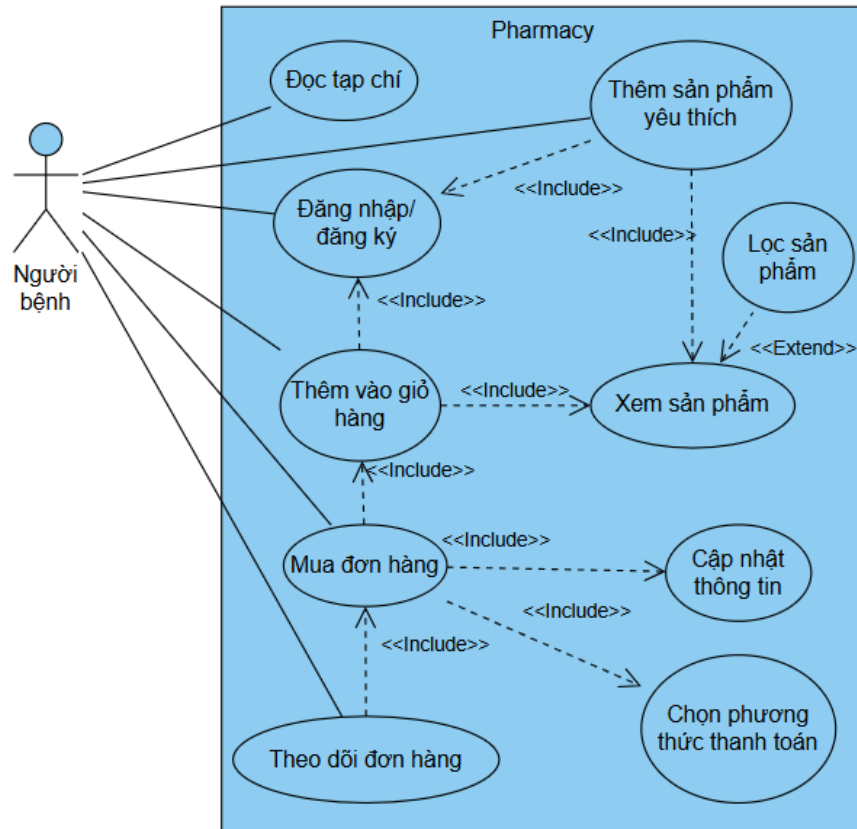 Pharmacy
Đọc tạp chí
Thêm sản phẩm
yêu thích
<<Include>>
Đăng nhập/
đăng ký
<<Include>>
Lọc sản
phẩm
Người
bệnh
<<Include>>
<<Extend>>
Thêm vào giỏ
hàng
<<Include>>
Xem sản phẩm
<<Include>>
Mua đơn hàng
<<Include>>
Cập nhật
thông tin
<<Include>>
<<Include>>
Chọn phương
thức thanh toán
Theo dõi đơn hàng